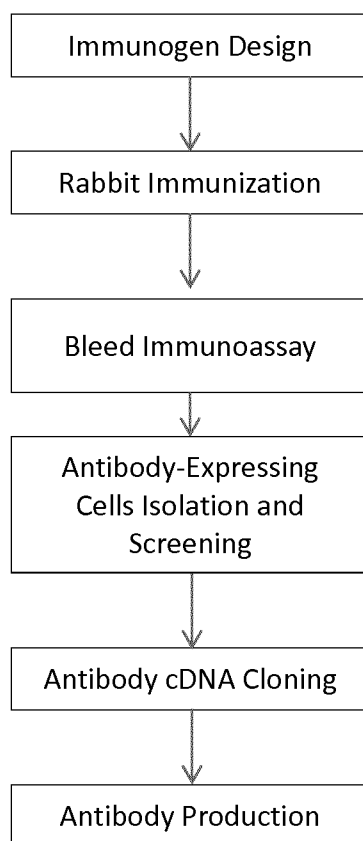 Immunogen Design
Rabbit Immunization
Bleed Immunoassay
Antibody-Expressing
Cells Isolation and
Screening
Antibody cDNA Cloning
Antibody Production